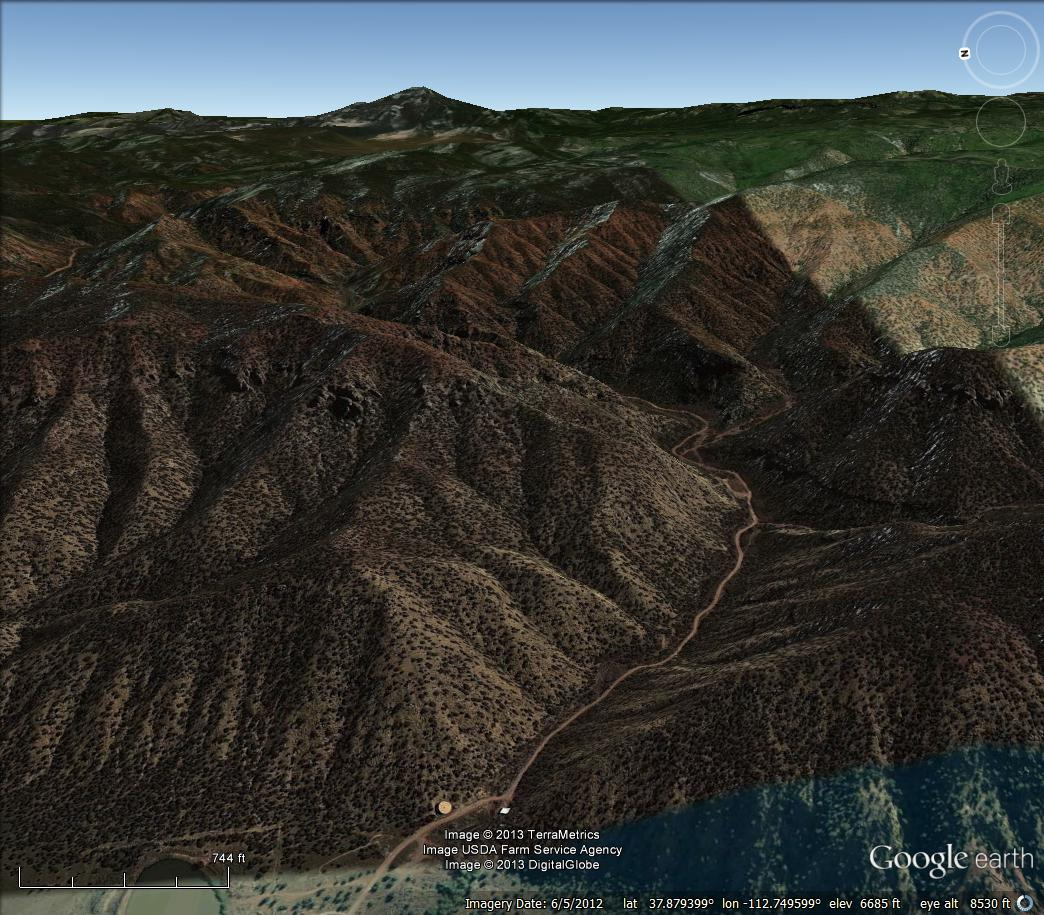 N
744 ft
Image © 2013 TerraMetrics
Image USDA Farm Service Agency
Image © 2013 DigitalGlobe
Google earth
Imagery Date: 6/5/2012 lat 37.879399° lon -112.749599° elev 6685 ft eye alt 8530 ft